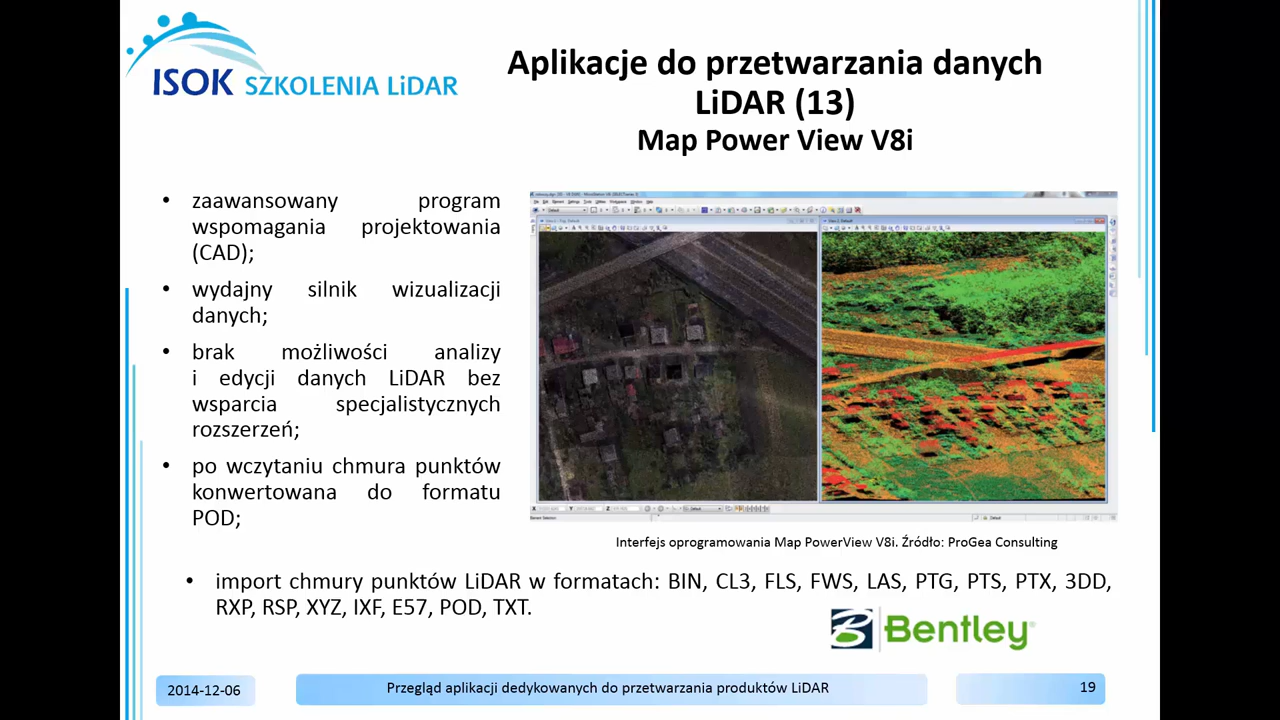 ISOK SZKOLENIA LiDAR
Aplikacje do przetwarzania danych
LiDAR (13)
Map Power View V8i
• zaawansowany program
wspomagania projektowania
(CAD);
• wydajny silnik wizualizacji
danych;
• brak możliwości analizy
i edycji danych LiDAR bez
wsparcia specjalistycznych
rozszerzeń;
• po wczytaniu chmura punktów
konwertowana do formatu
POD;
Interfejs oprogramowania Map PowerView V8i. Źródło: ProGea Consulting
• import chmury punktów LiDAR w formatach: BIN, CL3, FLS, FWS, LAS, PTG, PTS, PTX, 3DD,
RXP, RSP, XYZ, IXF, E57, POD, TXT.
Bentley
2014-12-06
Przegląd aplikacji dedykowanych do przetwarzania produktów LiDAR
19